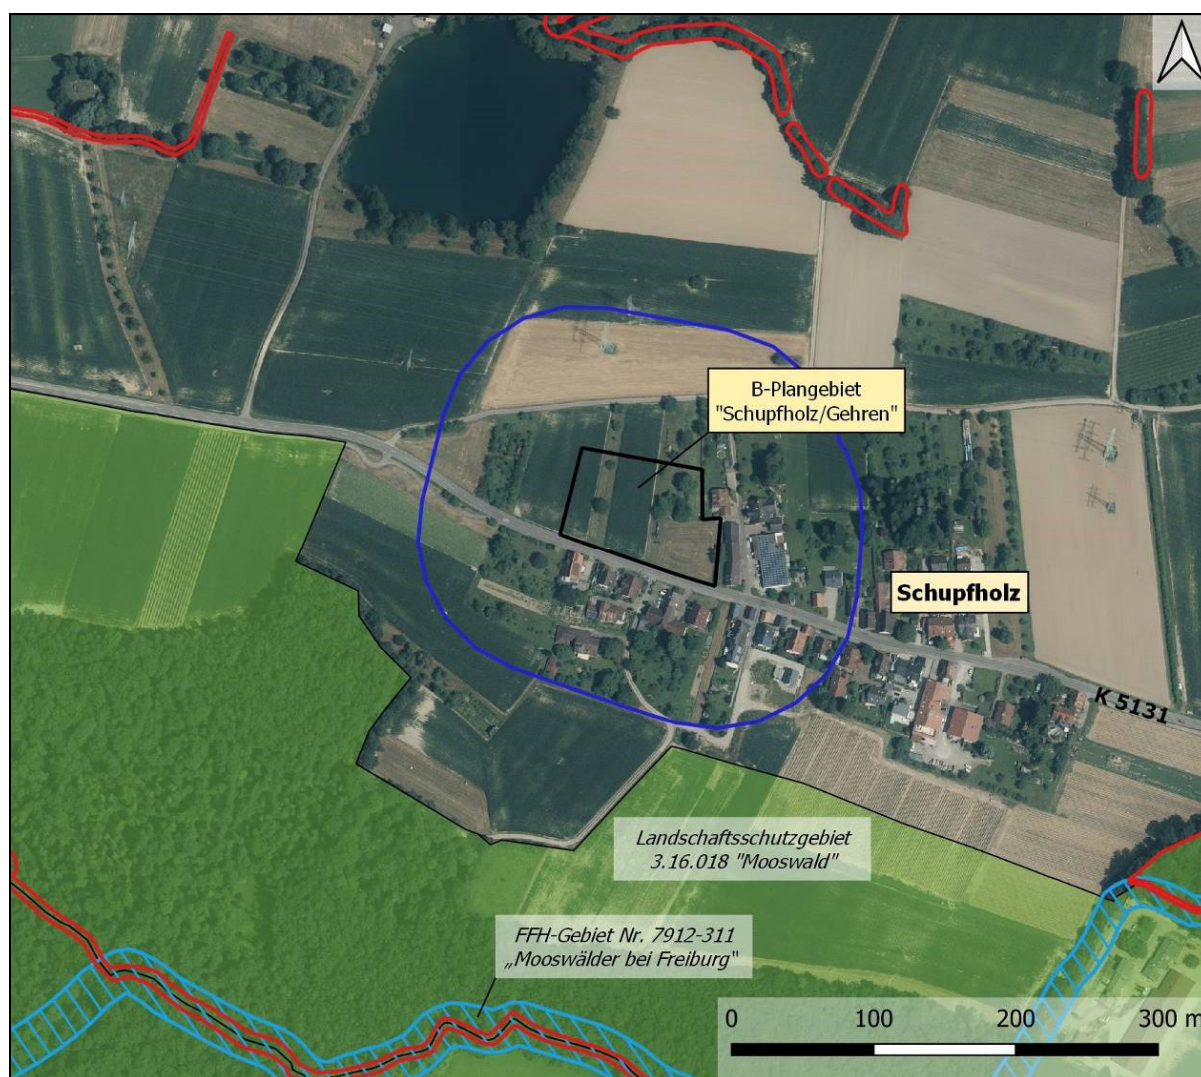 B-Plangebiet
"Schupfholz/Gehren"
Schupfholz
K 5131
Landschaftsschutzgebiet
3.16.018 "Mooswald"
FFH-Gebiet Nr. 7912-311
„Mooswälder bei Freiburg"
0 100 200 300 m